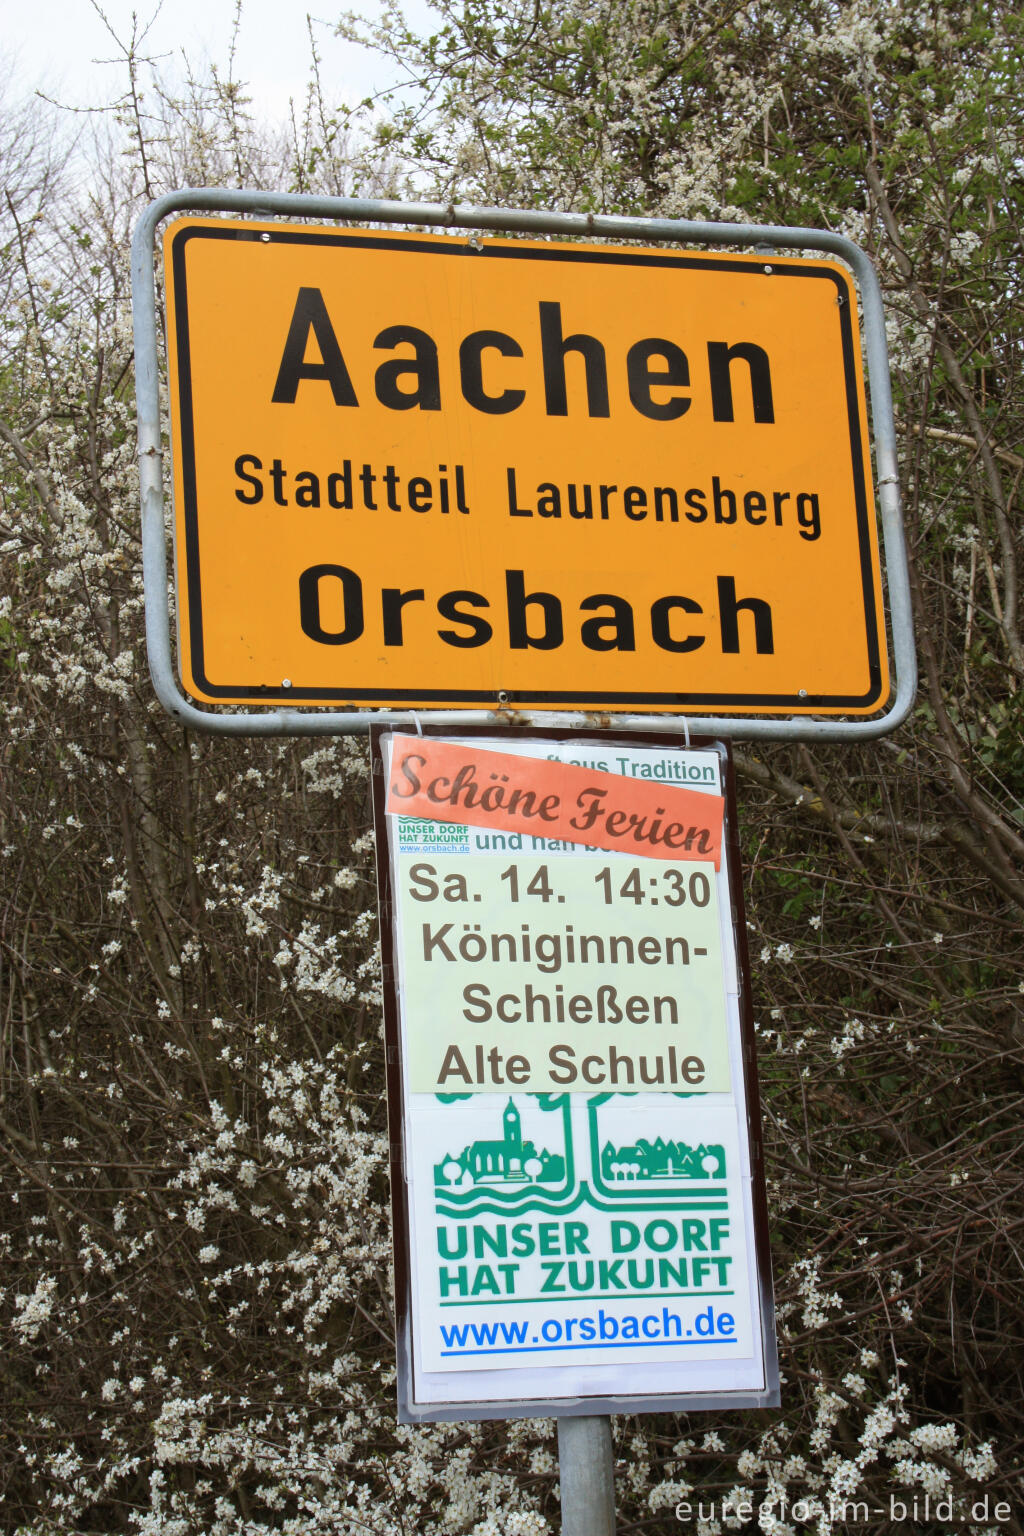 Aachen
Stadtteil Laurensberg
Orsbach
aus Tradition
Schöne Ferien
UNSER DORF
HAT ZUKUNFT
www.orsbach.de
und
Sa. 14. 14:30
Königinnen-
Schießen
Alte Schule
UNSER DORF
HAT ZUKUNFT
www.orsbach.de
euregio-im-bild.de